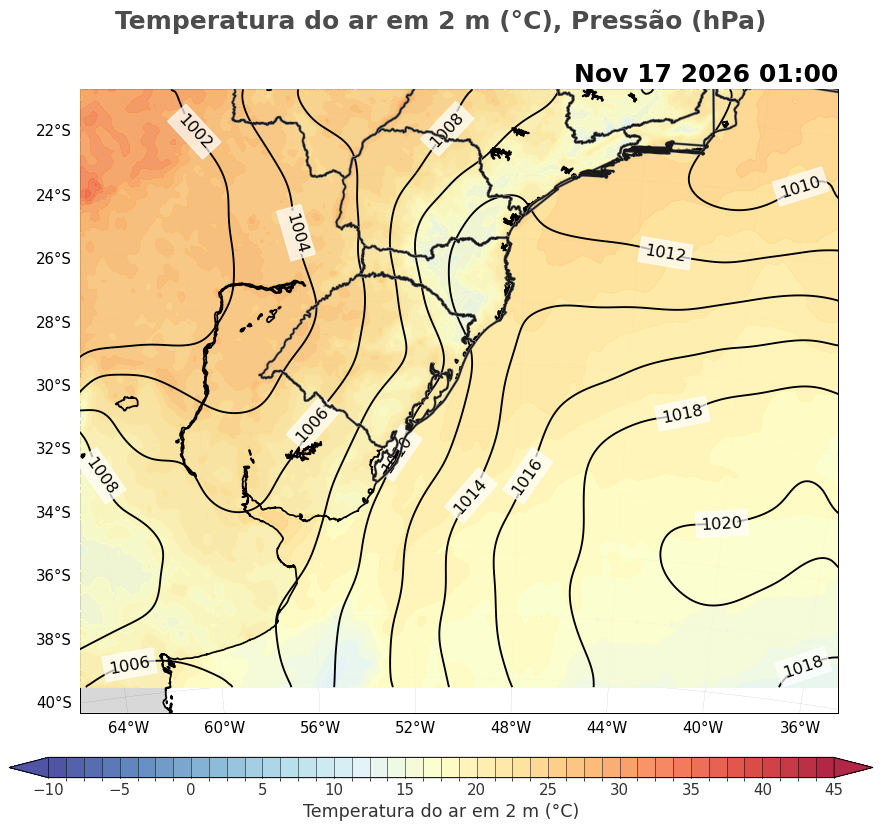 Temperatura do ar em 2 m (°C), Pressão (hPa)
Nov 17 2026 01:00
22°S
24°S
26°S
28°S
30°S
32°S
34°S
36°S
38°S
40°S
1002
1008
1004
1010
1012
1006
1010
1018
1008
1014
1016
1020
1006
1018
64°W
60°W
56°W
52°W
48°W
44°W
40°W
36°W
−10
−5
0
5
10
15
20
25
30
35
40
45
Temperatura do ar em 2 m (°C)